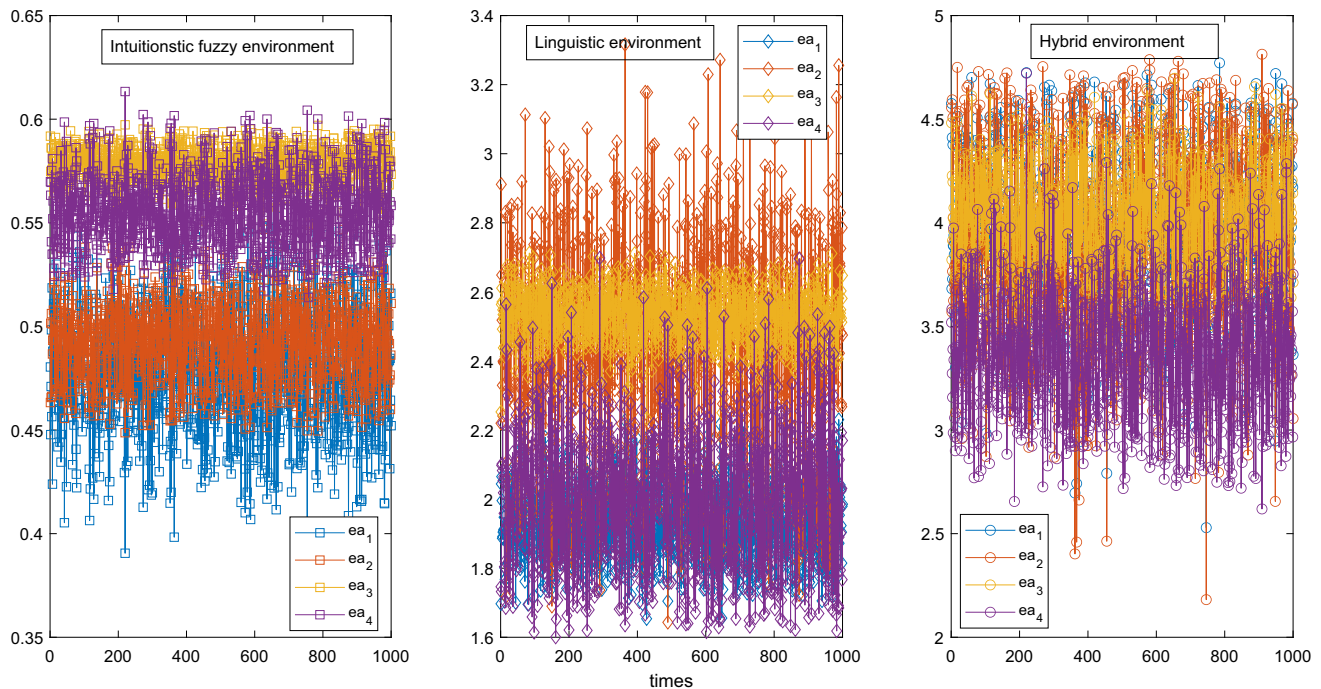 Intuitionstic fuzzy environment
0.65
0.6
0.55
0.5
0.45
0.4
0.35
0 200 400 600 800 1000
ea1
ea2
ea3
ea4
Linguistic environment
3.4
3.2
3
2.8
2.6
2.4
2.2
2
1.8
1.6
0 200 400 600 800 1000
times
ea1
ea2
ea3
ea4
Hybrid environment
5
4.5
4
3.5
3
2.5
2
0 200 400 600 800 1000
ea1
ea2
ea3
ea4